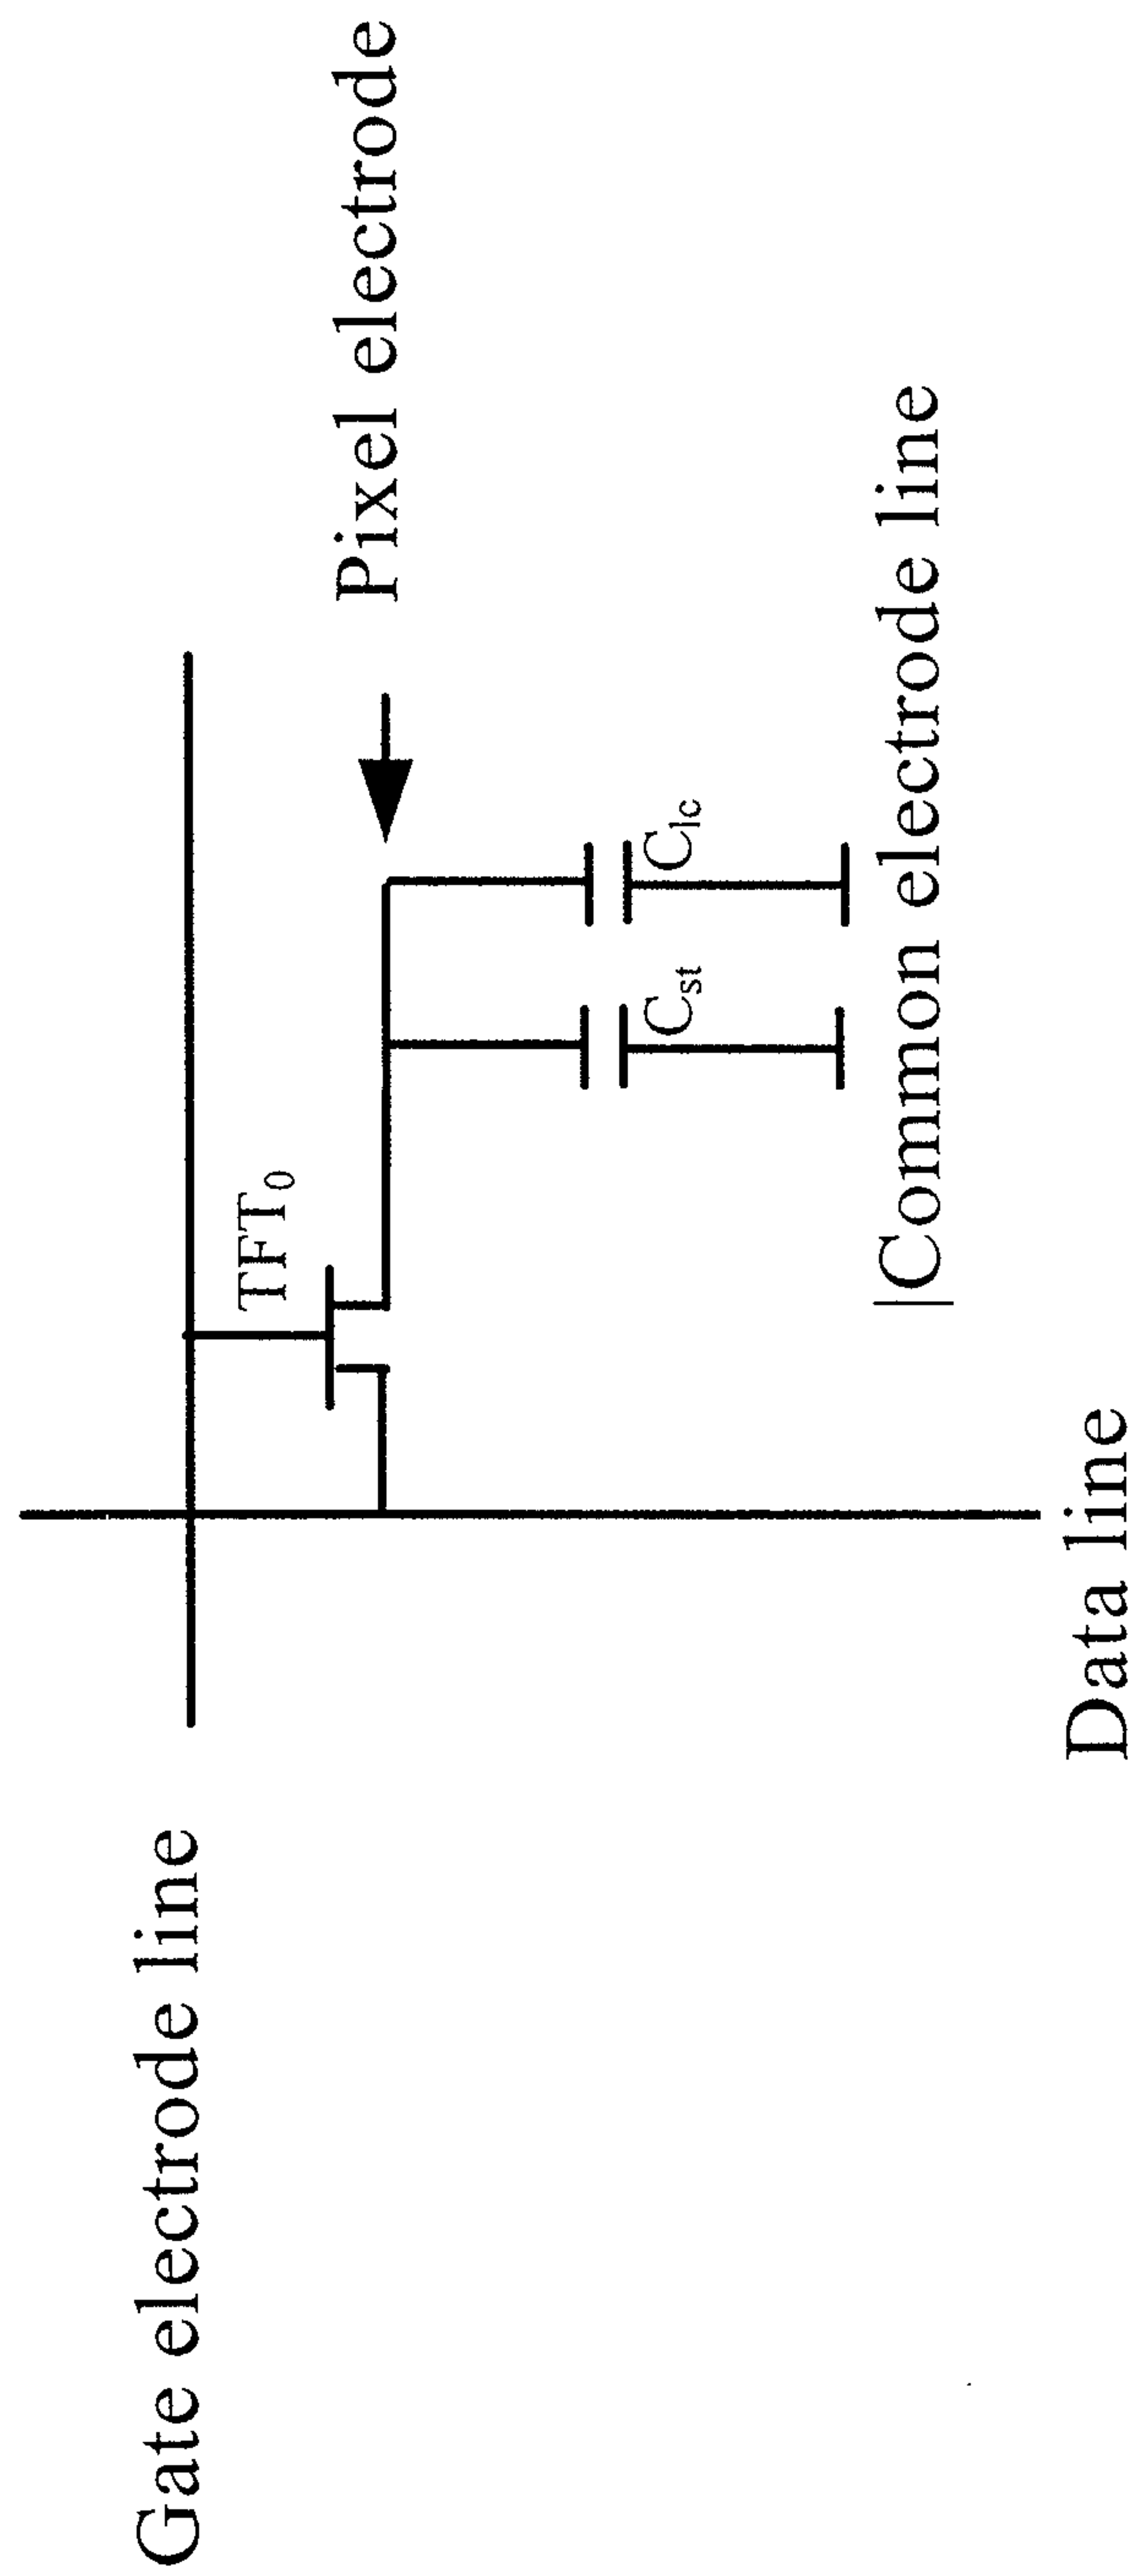 Gate electrode line
TFT₀
Pixel electrode
Cst
Clc
|Common electrode line
Data line